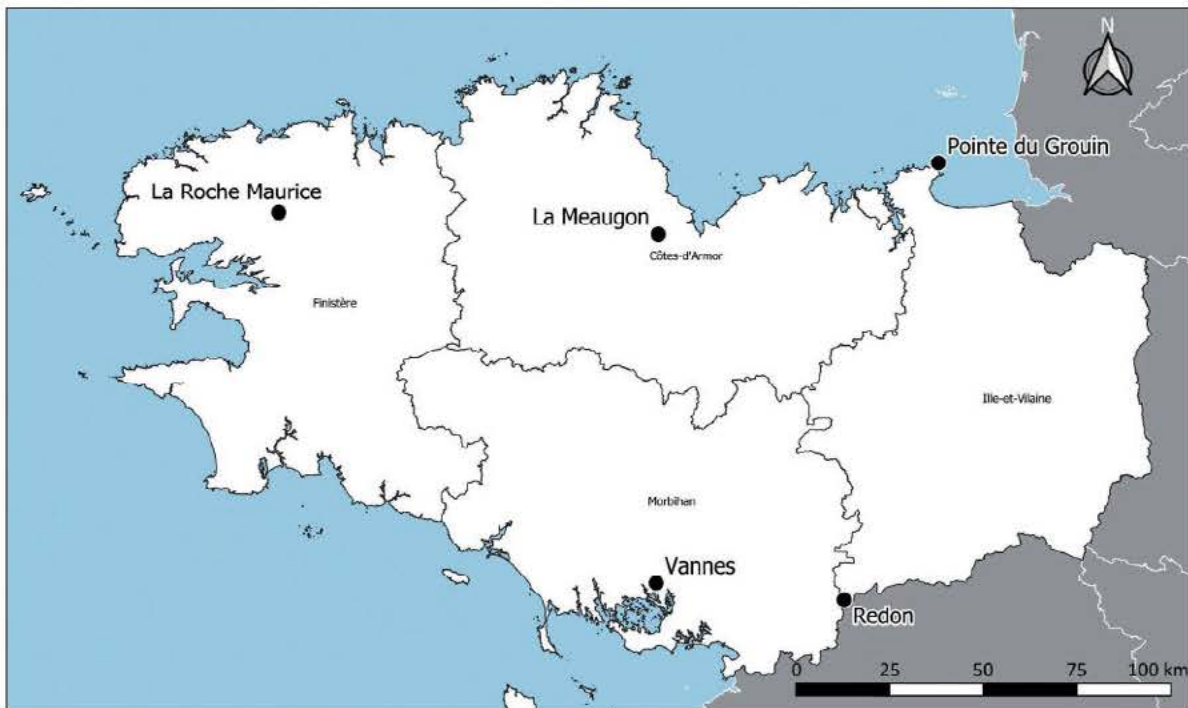 N
Pointe du Grouin
La Roche Maurice
La Meaugon
Côtes-d'Armor
Finistère
Ille-et-Vilaine
Morbihan
Vannes
Redon
0 25 50 75 100 km